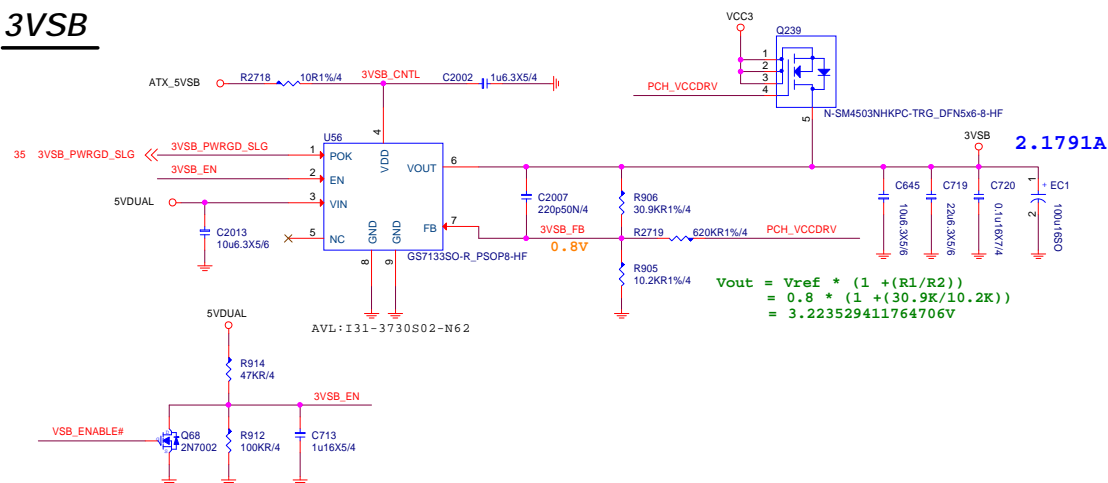 3VSB
VCC3
Q239
1
2
3
4
PCH_VCCDRV
5
N-SM4503NHKPC-TRG_DFN5x6-8-HF
ATX_5VSB
R2718
10R1%/4
3VSB_CNTL
C2002
1u6.3X5/4
U56
4
VDD
35 3VSB_PWRGD_SLG
3VSB_PWRGD_SLG
1
POK
3VSB_EN
2
EN
5VDUAL
3
VIN
5
NC
VOUT
6
FB
7
GND
GND
8
9
C2013
10u6.3X5/6
GS7133SO-R_PSOP8-HF
AVL:I31-3730S02-N62
C2007
220p50N/4
R906
30.9KR1%/4
3VSB_FB
0.8V
R2719
620KR1%/4
PCH_VCCDRV
R905
10.2KR1%/4
3VSB
2.1791A
C645
10u6.3X5/6
C719
22u6.3X5/6
C720
0.1u16X7/4
1
+ EC1
2
100u16SO
Vout = Vref * (1 +(R1/R2))
= 0.8 * (1 +(30.9K/10.2K))
= 3.223529411764706V
5VDUAL
R914
47KR/4
3VSB_EN
VSB_ENABLE#
Q68
2N7002
R912
100KR/4
C713
1u16X5/4